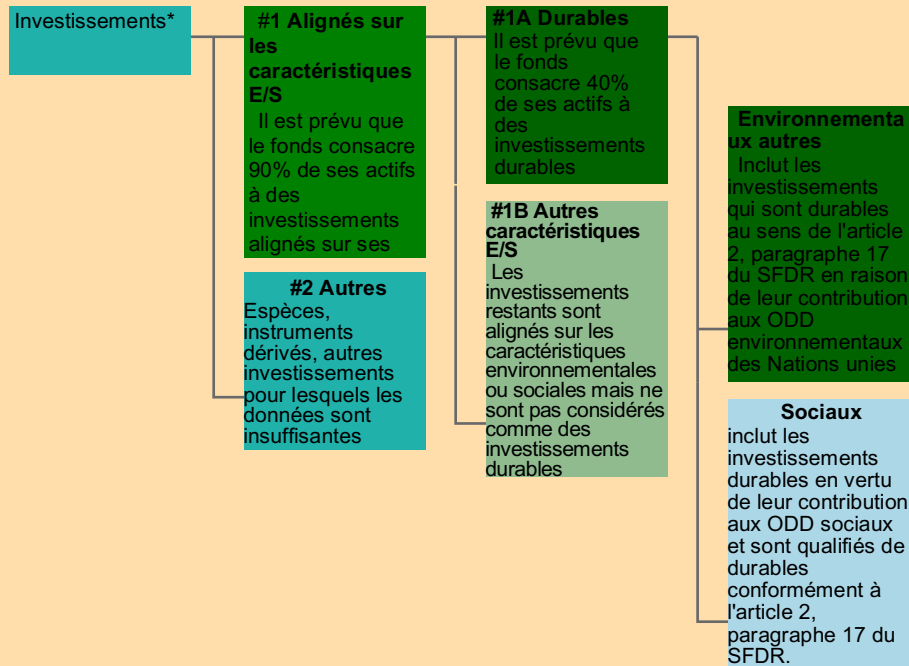 Investissements*
#1 Alignés sur
les
caractéristiques
E/S
Il est prévu que
le fonds consacre
90% de ses actifs
à des
investissements
alignés sur ses
#2 Autres
Espèces,
instruments
dérivés, autres
investissements
pour lesquels les
données sont
insuffisantes
#1A Durables
Il est prévu que
le fonds
consacre 40%
de ses actifs à
des
investissements
durables
#1B Autres
caractéristiques
E/S
Les
investissements
restants sont
alignés sur les
caractéristiques
environnementales
ou sociales mais ne
sont pas considérés
comme des
investissements
durables
Environnementa
ux autres
Inclut les
investissements
qui sont durables
au sens de l'article
2, paragraphe 17
du SFDR en raison
de leur contribution
aux ODD
environnementaux
des Nations unies
Sociaux
inclut les
investissements
durables en vertu
de leur contribution
aux ODD sociaux
et sont qualifiés de
durables
conformément à
l'article 2,
paragraphe 17 du
SFDR.